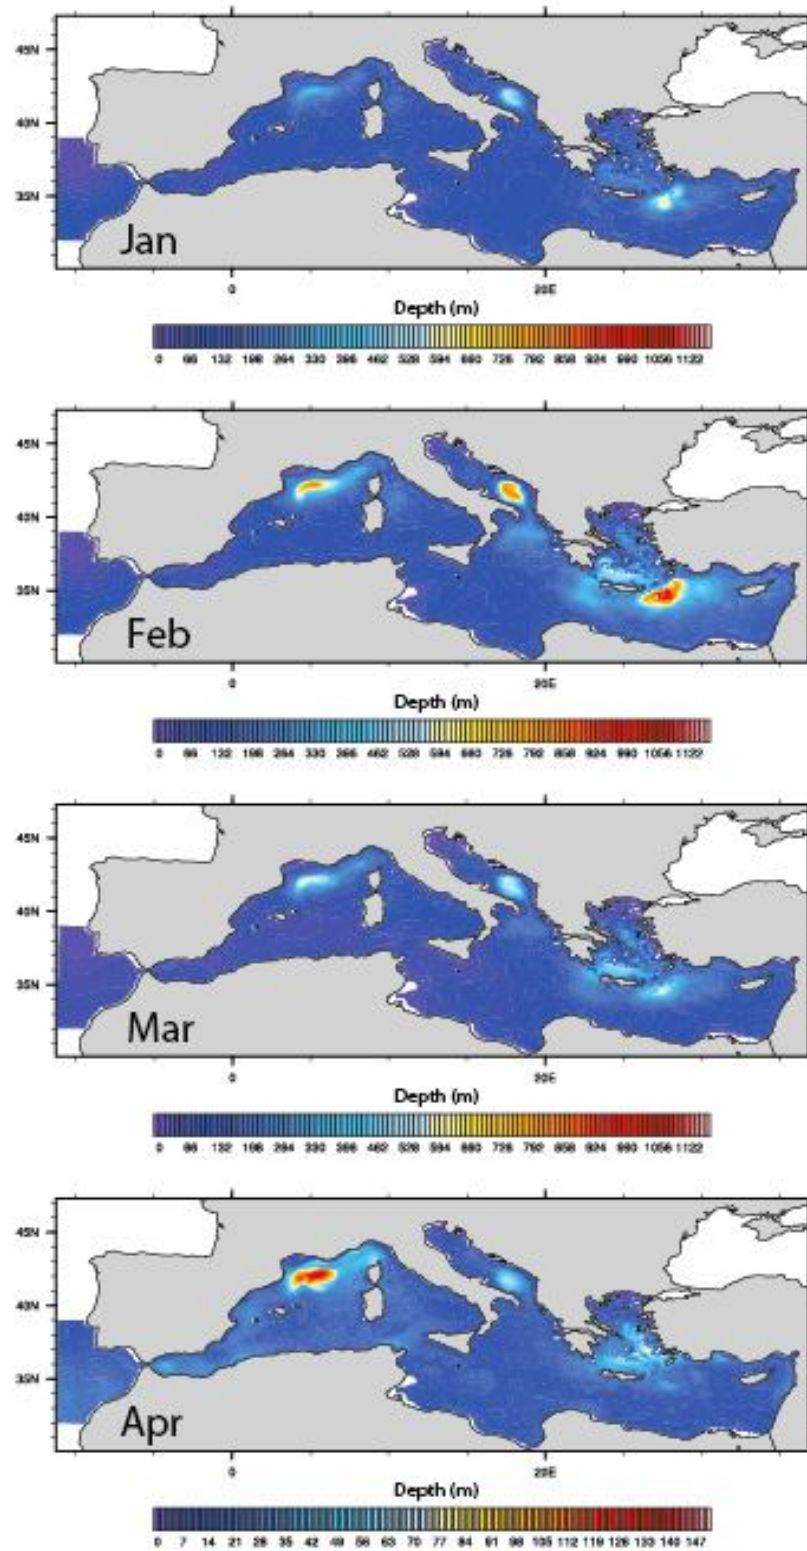 45N
40N
35N
Jan
0 20E
Depth (m)
0 66 132 198 264 330 396 462 528 594 660 726 792 858 924 990 1056 1122
45N
40N
35N
Feb
0 20E
Depth (m)
0 66 132 198 264 330 396 462 528 594 660 726 792 858 924 990 1056 1122
45N
40N
35N
Mar
0 20E
Depth (m)
0 66 132 198 264 330 396 462 528 594 660 726 792 858 924 990 1056 1122
45N
40N
35N
Apr
0 20E
Depth (m)
0 7 14 21 28 35 42 49 56 63 70 77 84 91 98 105 112 119 126 133 140 147